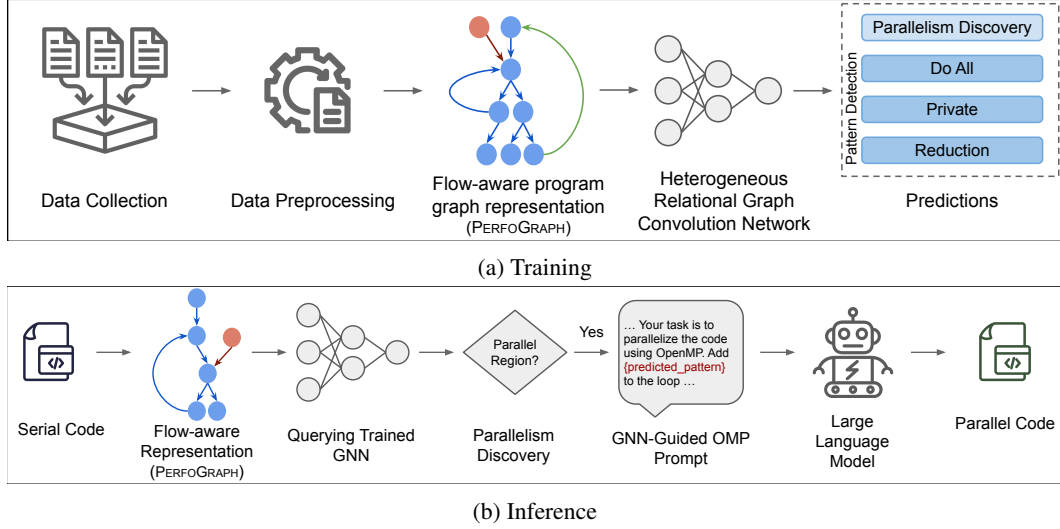 Data Collection
Data Preprocessing
Flow-aware program
graph representation
(PERFOGRAPH)
Heterogeneous
Relational Graph
Convolution Network
Pattern Detection
Parallelism Discovery
Do All
Private
Reduction
Predictions
(a) Training
</>
Serial Code
Flow-aware
Representation
(PERFOGRAPH)
Querying Trained
GNN
Parallel
Region?
Parallelism
Discovery
Yes
... Your task is to
parallelize the code
using OpenMP. Add
{predicted_pattern}
to the loop ...
GNN-Guided OMP
Prompt
Large
Language
Model
</>
Parallel Code
(b) Inference